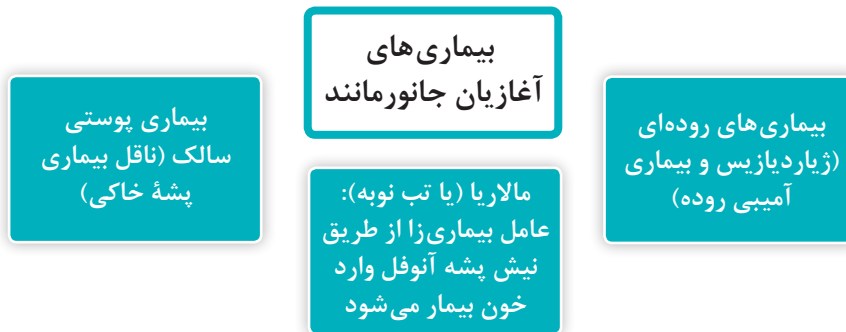 بیماری‌های
آغازیان جانورمانند
بیماری‌های روده‌ای
(ژیاردیازیس و بیماری
آمیبی روده)
مالاریا (یا تب نوبه):
عامل بیماری‌زا از طریق
نیش پشه آنوفل وارد
خون بیمار می‌شود
بیماری پوستی
سالک (ناقل بیماری
پشۀ خاکی)